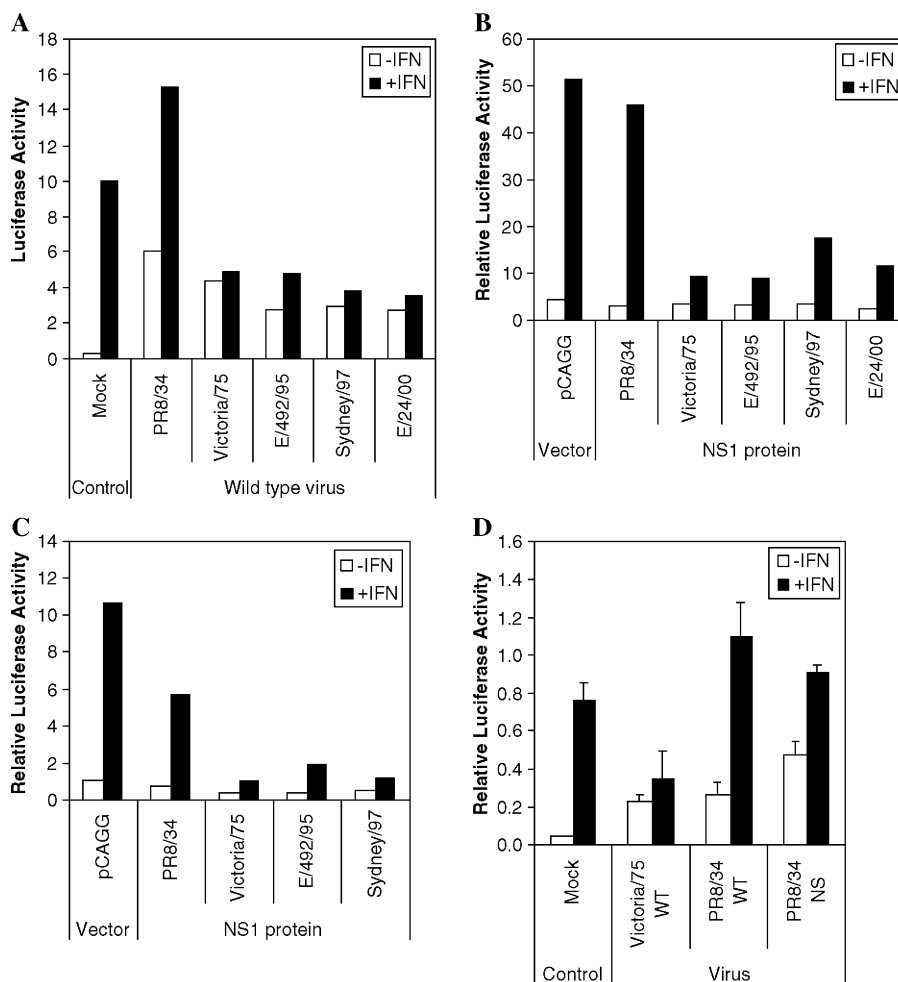 A
Luciferase Activity
18
16
14
12
10
8
6
4
2
0
-IFN
+IFN
Mock
PR8/34
Victoria/75
E/492/95
Sydney/97
E/24/00
Control
Wild type virus
B
Relative Luciferase Activity
60
50
40
30
20
10
0
-IFN
+IFN
pCAGG
PR8/34
Victoria/75
E/492/95
Sydney/97
E/24/00
Vector
NS1 protein
C
Relative Luciferase Activity
14
12
10
8
6
4
2
0
-IFN
+IFN
pCAGG
PR8/34
Victoria/75
E/492/95
Sydney/97
Vector
NS1 protein
D
Relative Luciferase Activity
1.6
1.4
1.2
1.0
0.8
0.6
0.4
0.2
0.0
-IFN
+IFN
Mock
Victoria/75
WT
PR8/34
WT
PR8/34
NS
Control
Virus